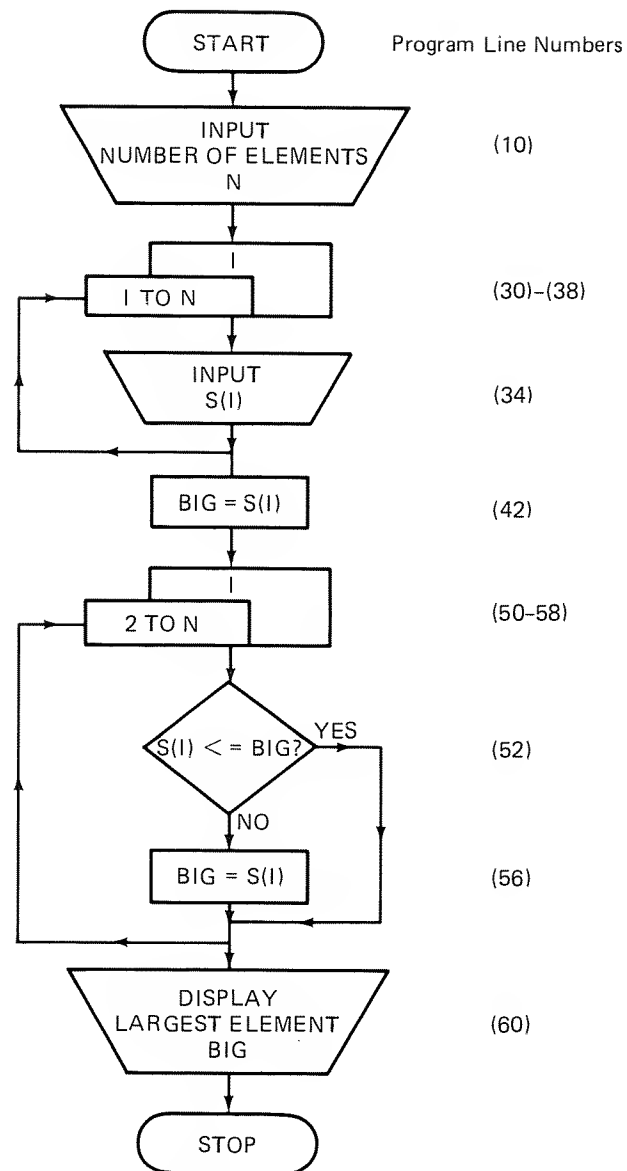 START
Program Line Numbers
INPUT
NUMBER OF ELEMENTS
N
(10)
I
1 TO N
(30)–(38)
INPUT
S(I)
(34)
BIG = S(I)
(42)
I
2 TO N
(50–58)
S(I) < = BIG?
YES
(52)
NO
BIG = S(I)
(56)
DISPLAY
LARGEST ELEMENT
BIG
(60)
STOP